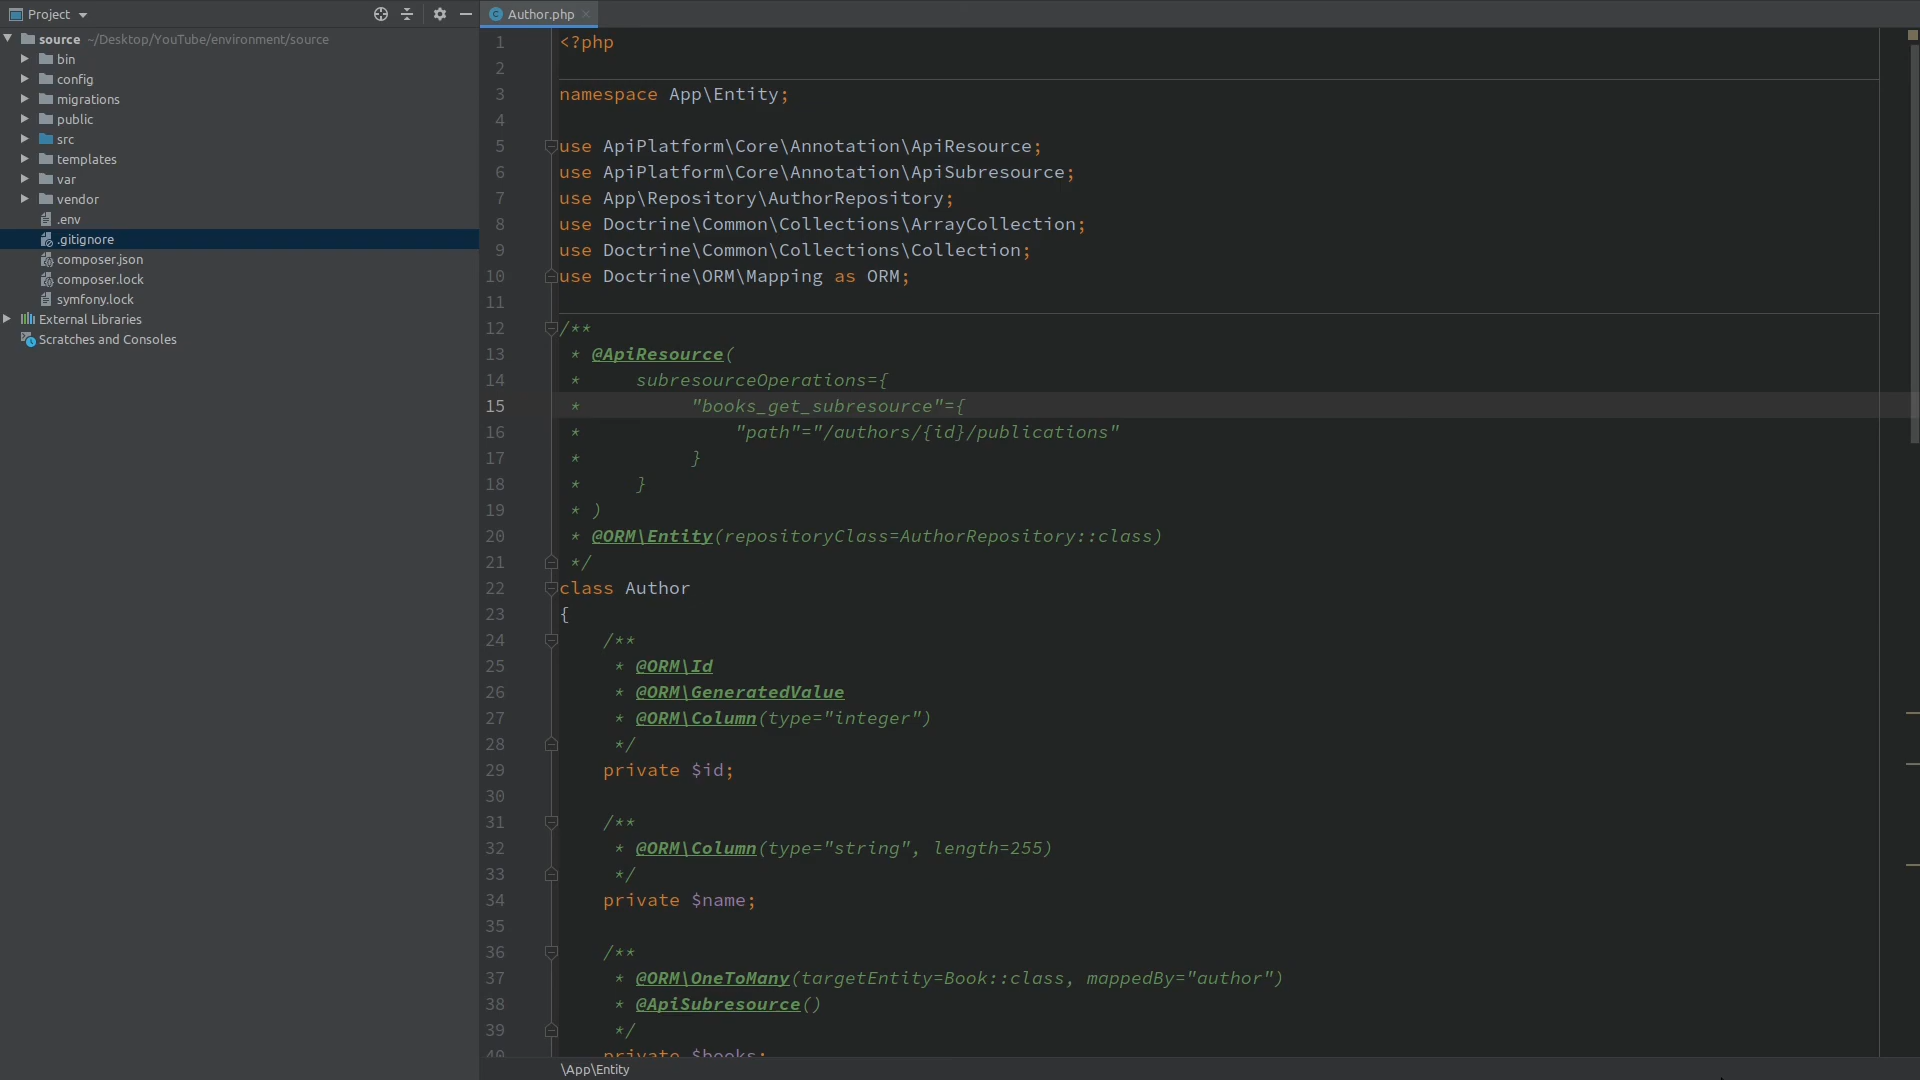 Project
source ~/Desktop/YouTube/environment/source
bin
config
migrations
public
src
templates
var
vendor
.env
.gitignore
composer.json
composer.lock
symfony.lock
External Libraries
Scratches and Consoles
Author.php
1 <?php
2
3 namespace App\Entity;
4
5 use ApiPlatform\Core\Annotation\ApiResource;
6 use ApiPlatform\Core\Annotation\ApiSubresource;
7 use App\Repository\AuthorRepository;
8 use Doctrine\Common\Collections\ArrayCollection;
9 use Doctrine\Common\Collections\Collection;
10 use Doctrine\ORM\Mapping as ORM;
11
12 /**
13 * @ApiResource(
14 * subresourceOperations={
15 * "books_get_subresource"={
16 * "path"="/authors/{id}/publications"
17 * }
18 * }
19 * )
20 * @ORM\Entity(repositoryClass=AuthorRepository::class)
21 */
22 class Author
23 {
24 /**
25 * @ORM\Id
26 * @ORM\GeneratedValue
27 * @ORM\Column(type="integer")
28 */
29 private $id;
30
31 /**
32 * @ORM\Column(type="string", length=255)
33 */
34 private $name;
35
36 /**
37 * @ORM\OneToMany(targetEntity=Book::class, mappedBy="author")
38 * @ApiSubresource()
39 */
40 private $books;
\App\Entity